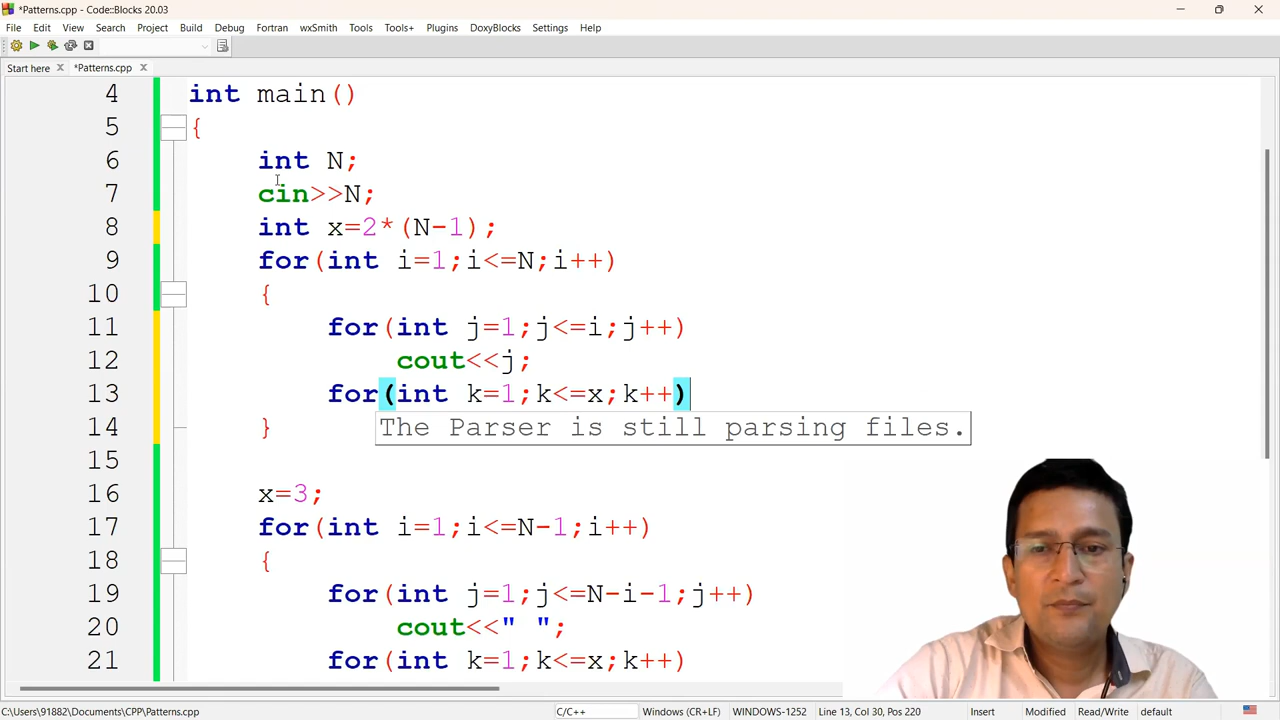 *Patterns.cpp - Code::Blocks 20.03
File Edit View Search Project Build Debug Fortran wxSmith Tools Tools+ Plugins DoxyBlocks Settings Help
Start here *Patterns.cpp
4 int main()
5 {
6 int N;
7 cin>>N;
8 int x=2*(N-1);
9 for(int i=1;i<=N;i++)
10 {
11 for(int j=1;j<=i;j++)
12 cout<<j;
13 for(int k=1;k<=x;k++)
14 } The Parser is still parsing files.
15
16 x=3;
17 for(int i=1;i<=N-1;i++)
18 {
19 for(int j=1;j<=N-i-1;j++)
20 cout<<" ";
21 for(int k=1;k<=x;k++)
C:\Users\91882\Documents\CPP\Patterns.cpp C/C++ Windows (CR+LF) WINDOWS-1252 Line 13, Col 30, Pos 220 Insert Modified Read/Write default